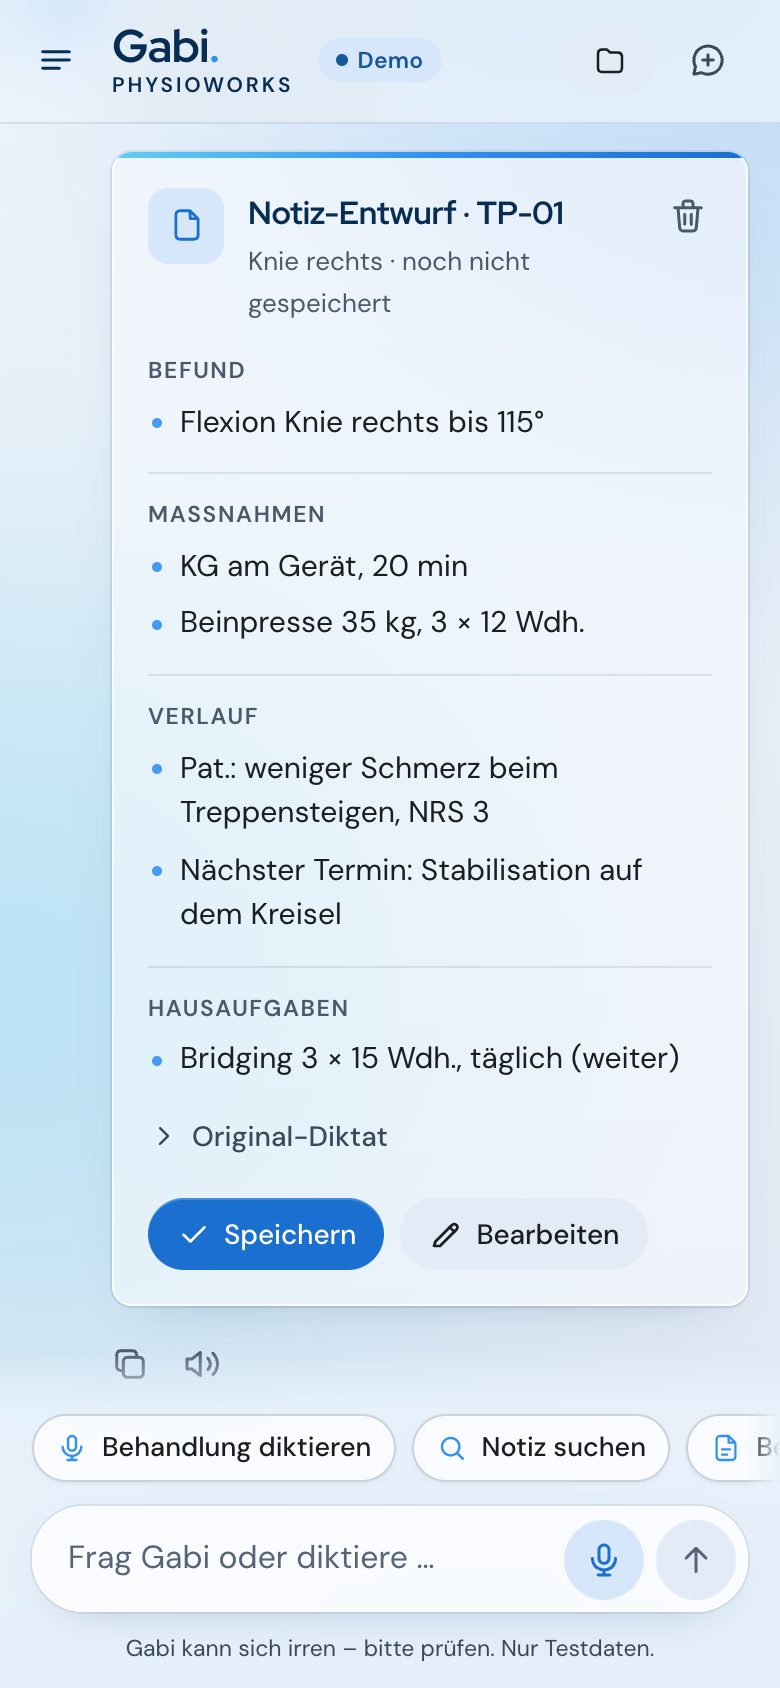 Gabi.
PHYSIOWORKS
Demo
Notiz-Entwurf · TP-01
Knie rechts · noch nicht
gespeichert
BEFUND
Flexion Knie rechts bis 115°
MASSNAHMEN
KG am Gerät, 20 min
Beinpresse 35 kg, 3 × 12 Wdh.
VERLAUF
Pat.: weniger Schmerz beim
Treppensteigen, NRS 3
Nächster Termin: Stabilisation auf
dem Kreisel
HAUSAUFGABEN
Bridging 3 × 15 Wdh., täglich (weiter)
Original-Diktat
Speichern
Bearbeiten
Behandlung diktieren
Notiz suchen
Frag Gabi oder diktiere ...
Gabi kann sich irren – bitte prüfen. Nur Testdaten.